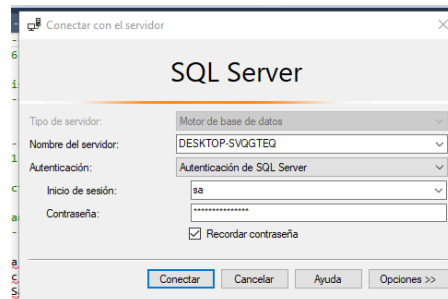 Conectar con el servidor
SQL Server
Tipo de servidor: Motor de base de datos
Nombre del servidor: DESKTOP-SVQGTEQ
Autenticación: Autenticación de SQL Server
Inicio de sesión: sa
Contraseña: ***************
Recordar contraseña
Conectar Cancelar Ayuda Opciones >>